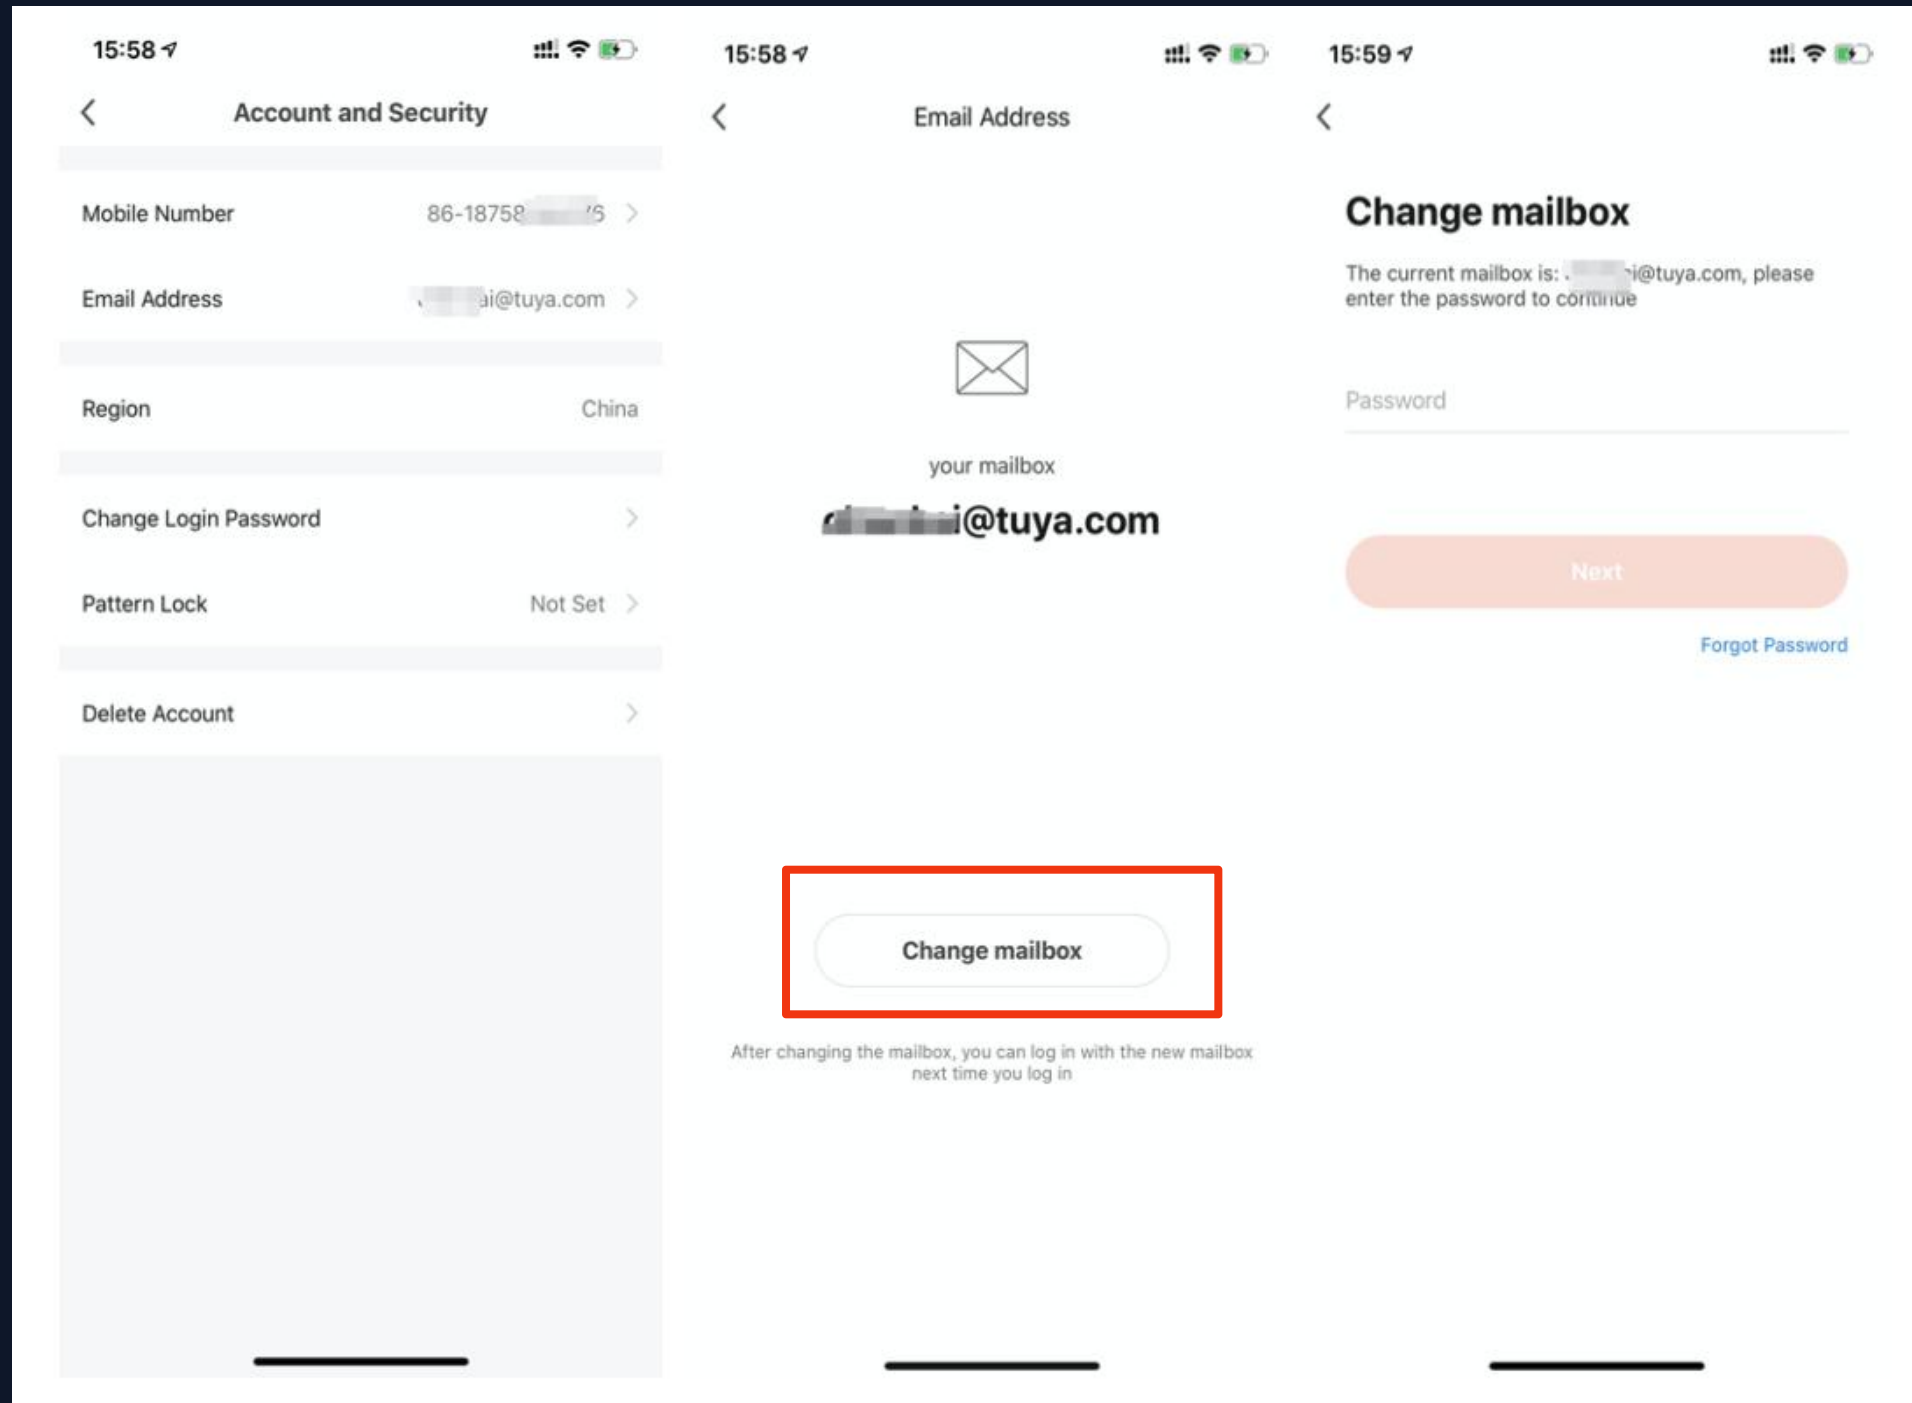 15:58
Account and Security
Mobile Number 86-18758
Email Address i@tuya.com
Region China
Change Login Password
Pattern Lock Not Set
Delete Account
15:58
Email Address
your mailbox
i@tuya.com
Change mailbox
After changing the mailbox, you can log in with the new mailbox
next time you log in
15:59
Change mailbox
The current mailbox is: i@tuya.com, please
enter the password to continue
Password
Next
Forgot Password